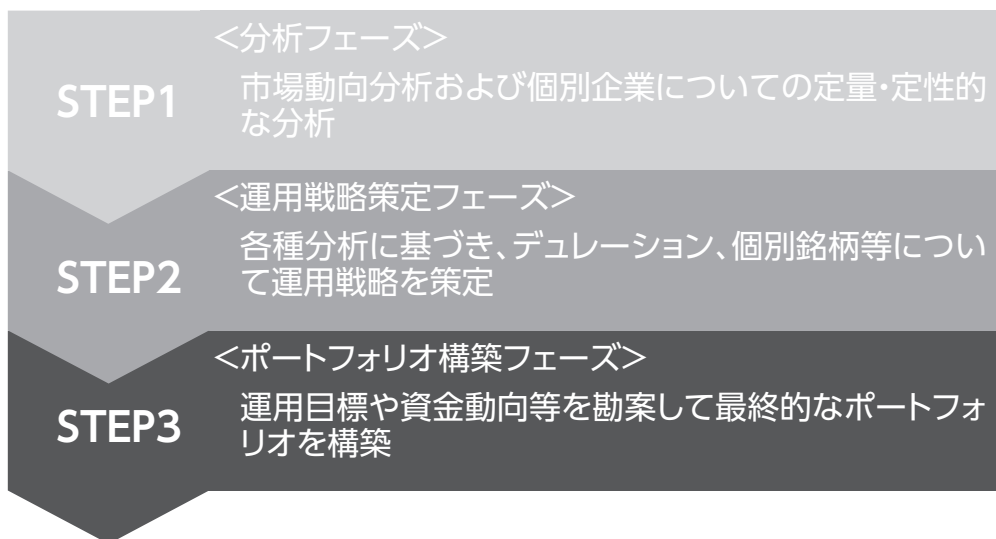 STEP1
<分析フェーズ>
市場動向分析および個別企業についての定量・定性的
な分析
STEP2
<運用戦略策定フェーズ>
各種分析に基づき、デュレーション、個別銘柄等につい
て運用戦略を策定
STEP3
<ポートフォリオ構築フェーズ>
運用目標や資金動向等を勘案して最終的なポートフォ
リオを構築